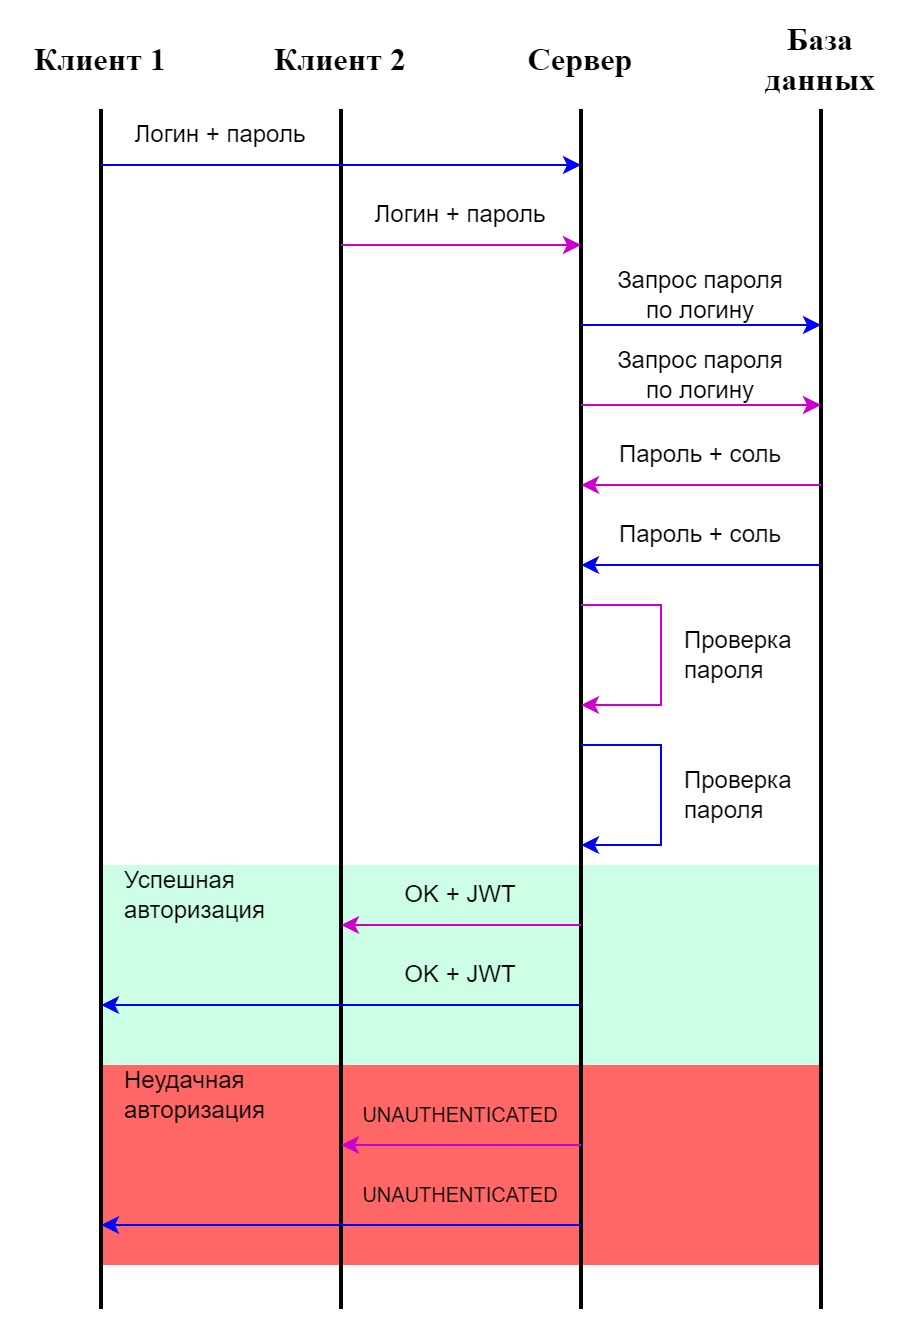 Клиент 1
Клиент 2
Сервер
База
данных
Логин + пароль
Логин + пароль
Запрос пароля
по логину
Запрос пароля
по логину
Пароль + соль
Пароль + соль
Проверка
пароля
Проверка
пароля
Успешная
авторизация
OK + JWT
OK + JWT
Неудачная
авторизация
UNAUTHENTICATED
UNAUTHENTICATED